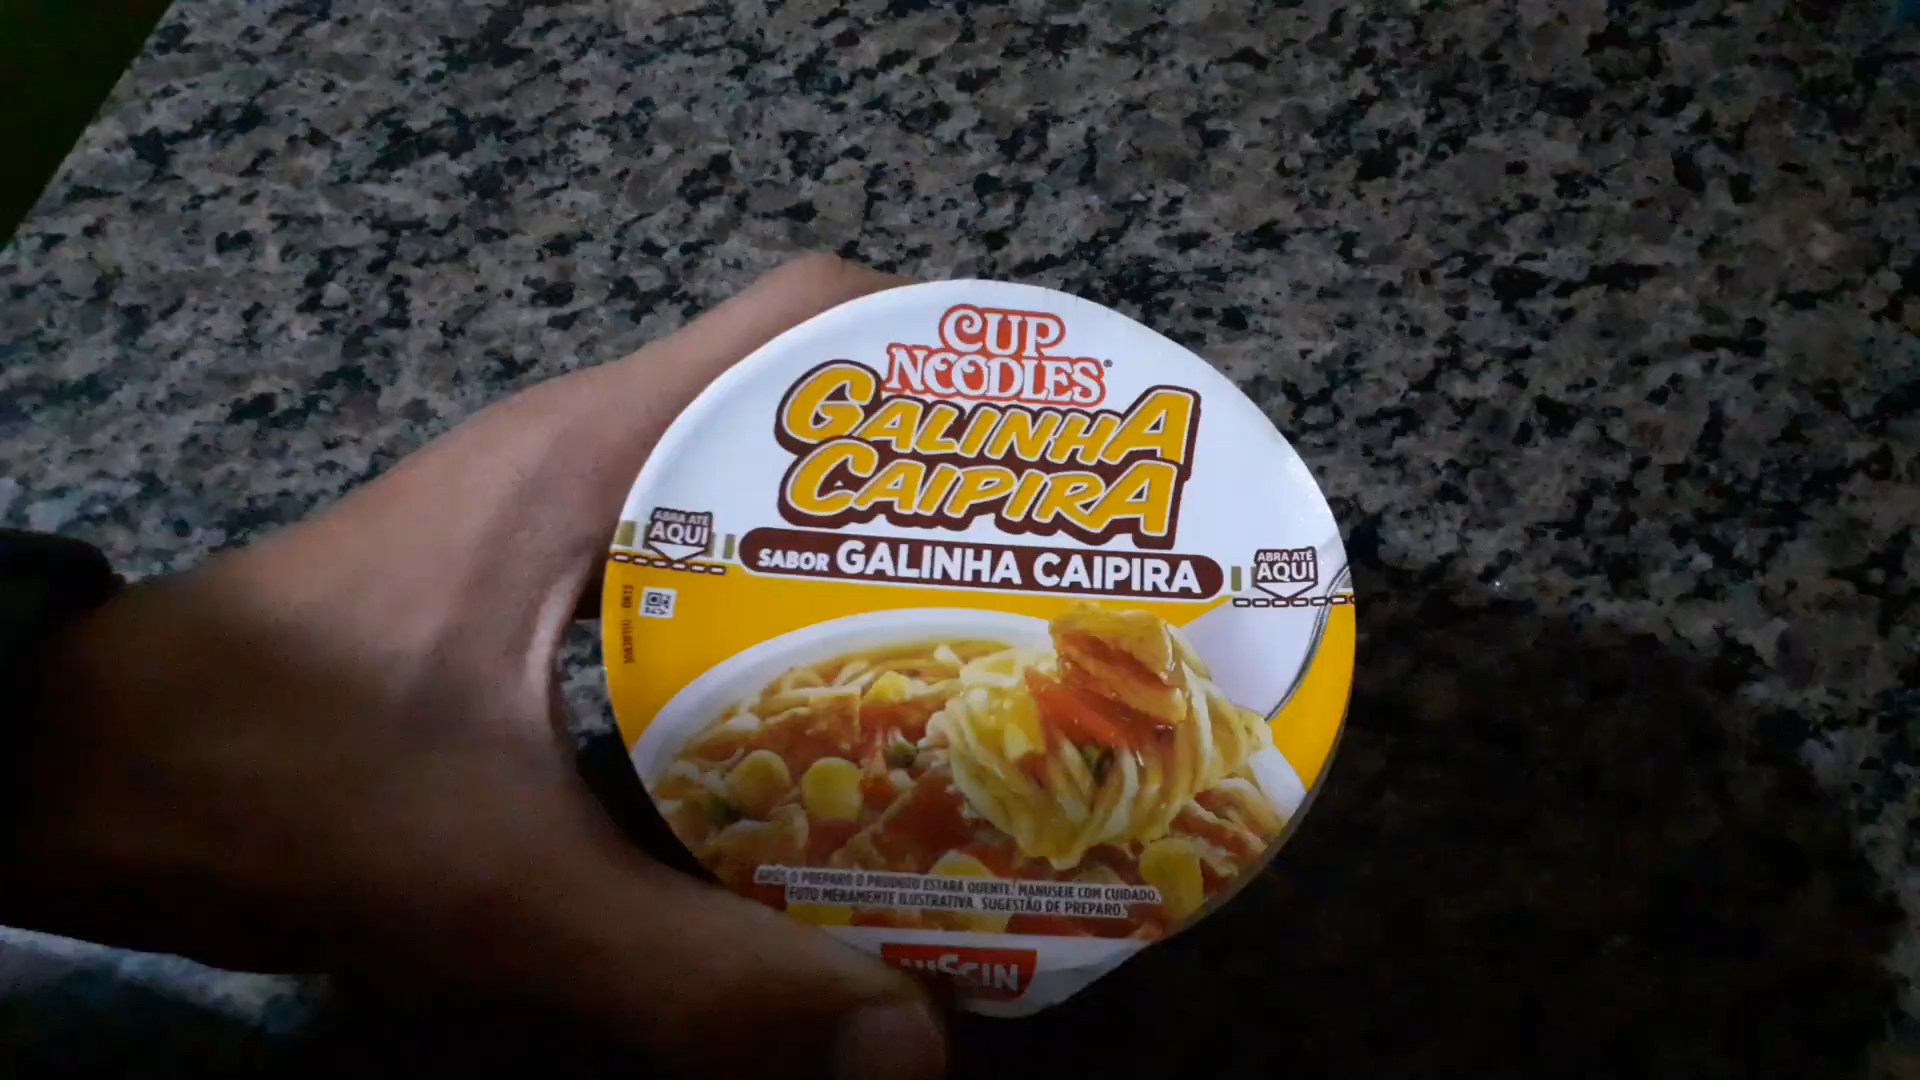 CUP
NOODLES®
GALINHA
CAIPIRA
SABOR GALINHA CAIPIRA
ABRA ATÉ
AQUI
ABRA ATÉ
AQUI
APÓS O PREPARO O PRODUTO ESTARÁ QUENTE. MANUSEIE COM CUIDADO.
FOTO MERAMENTE ILUSTRATIVA. SUGESTÃO DE PREPARO.
NISSIN